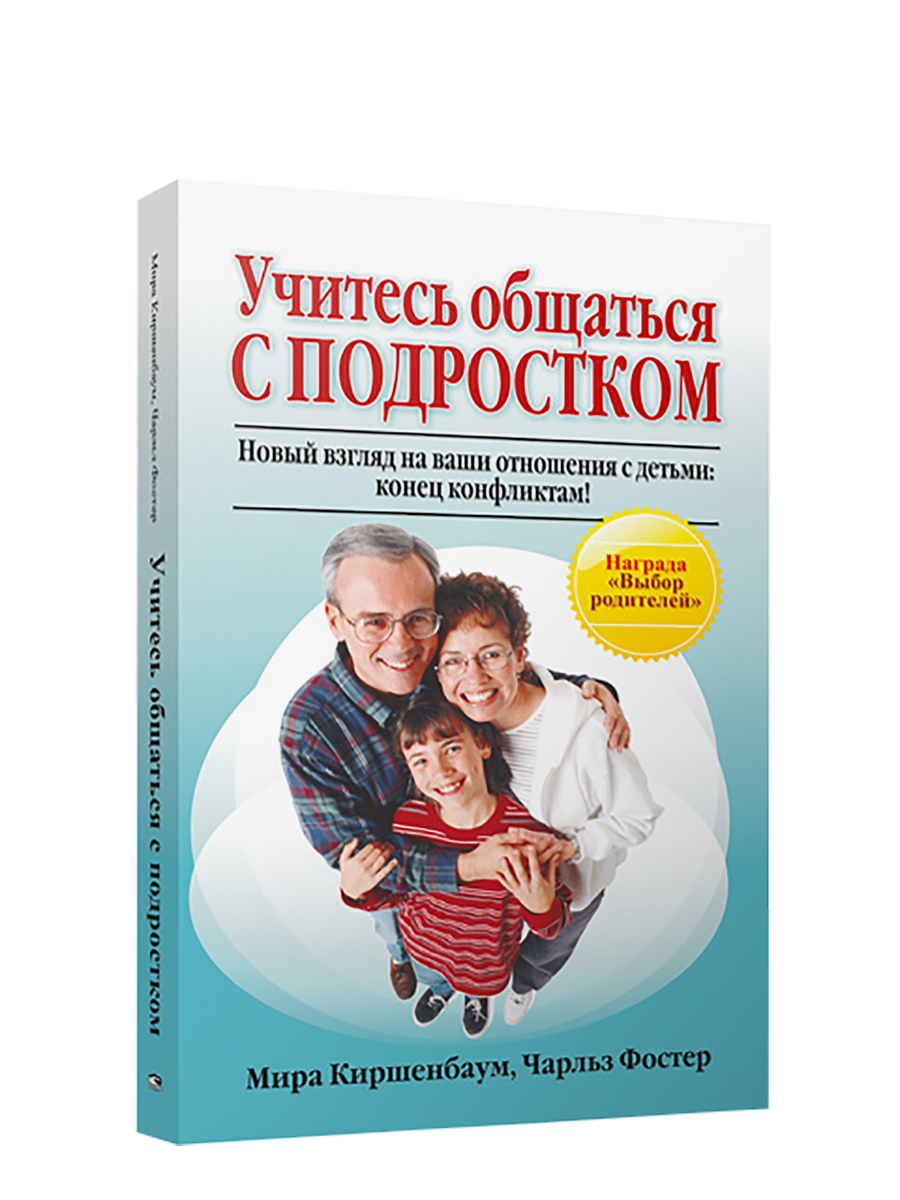 Учитесь общаться
С ПОДРОСТКОМ
Новый взгляд на ваши отношения с детьми:
конец конфликтам!
Награда
«Выбор
родителей»
Мира Киршенбаум, Чарльз Фостер
Мира Киршенбаум, Чарльз Фостер
Учитесь общаться с подростком